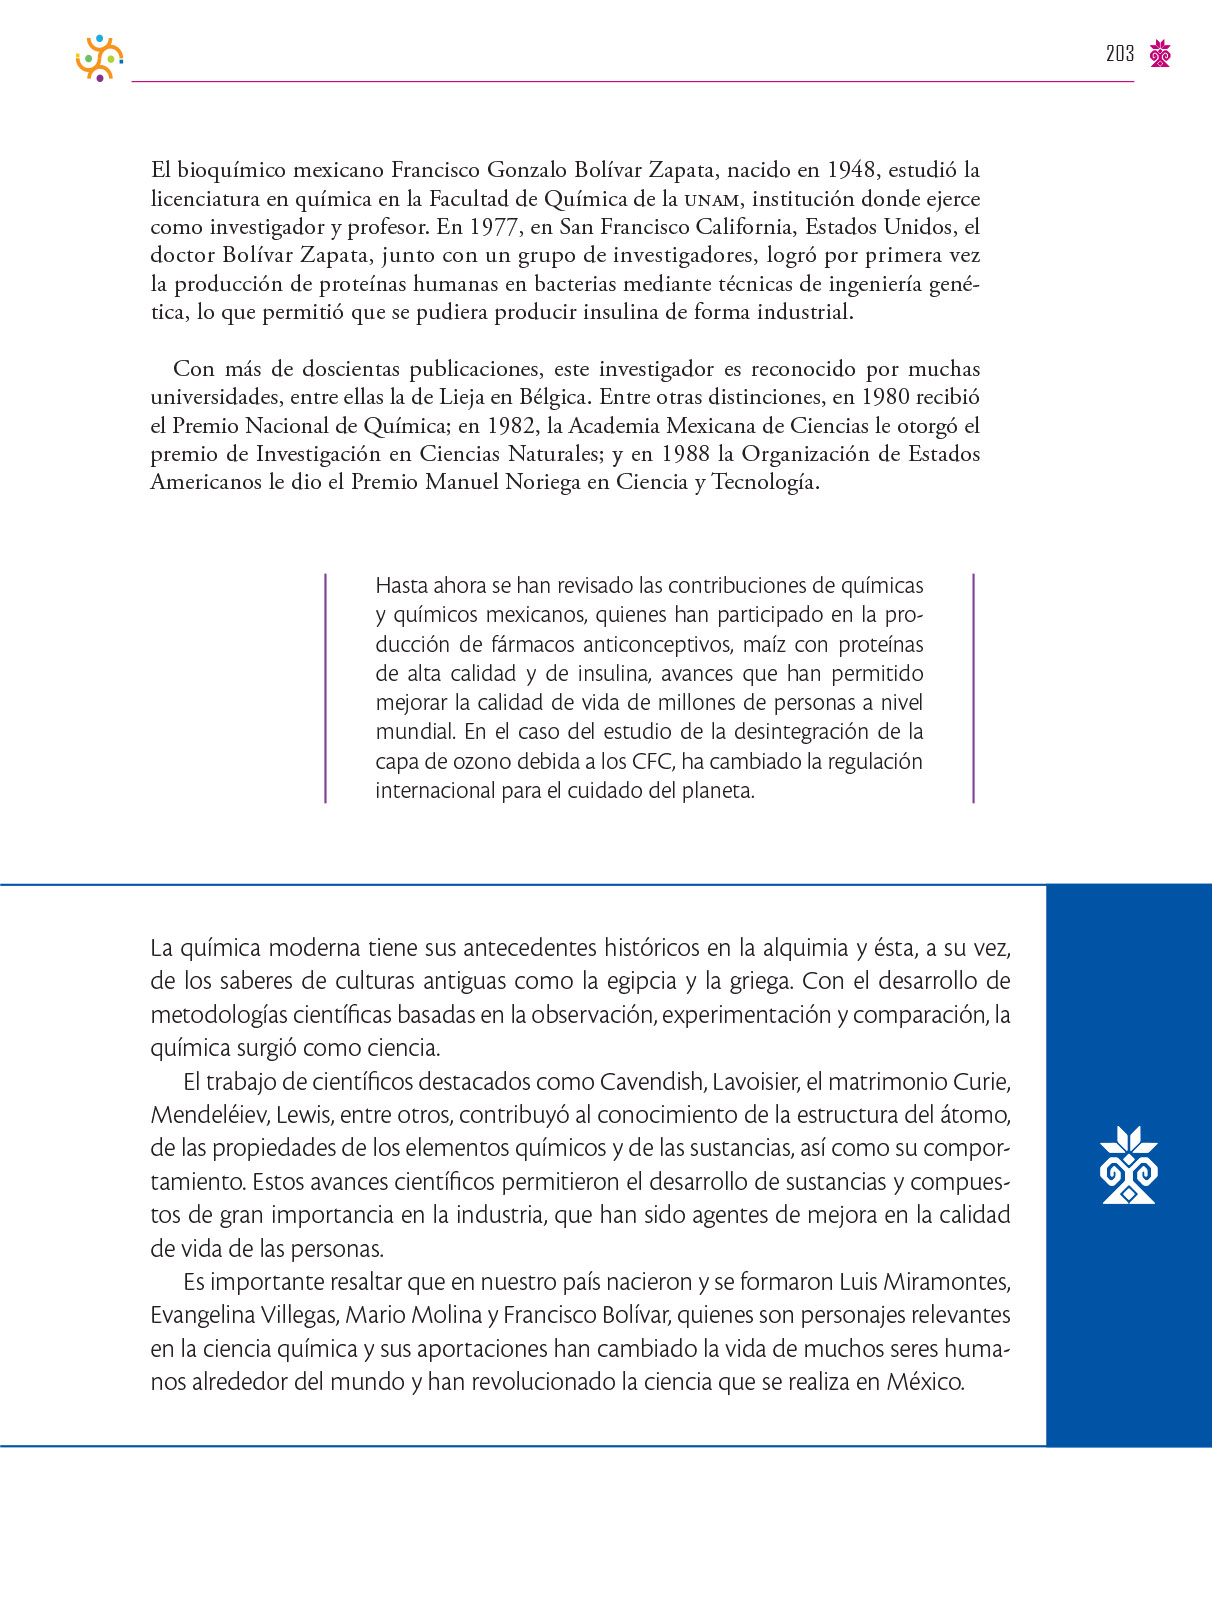 203
El bioquímico mexicano Francisco Gonzalo Bolívar Zapata, nacido en 1948, estudió la
licenciatura en química en la Facultad de Química de la UNAM, institución donde ejerce
como investigador y profesor. En 1977, en San Francisco California, Estados Unidos, el
doctor Bolívar Zapata, junto con un grupo de investigadores, logró por primera vez
la producción de proteínas humanas en bacterias mediante técnicas de ingeniería gené-
tica, lo que permitió que se pudiera producir insulina de forma industrial.
Con más de doscientas publicaciones, este investigador es reconocido por muchas
universidades, entre ellas la de Lieja en Bélgica. Entre otras distinciones, en 1980 recibió
el Premio Nacional de Química; en 1982, la Academia Mexicana de Ciencias le otorgó el
premio de Investigación en Ciencias Naturales; y en 1988 la Organización de Estados
Americanos le dio el Premio Manuel Noriega en Ciencia y Tecnología.
Hasta ahora se han revisado las contribuciones de químicas
y químicos mexicanos, quienes han participado en la pro-
ducción de fármacos anticonceptivos, maíz con proteínas
de alta calidad y de insulina, avances que han permitido
mejorar la calidad de vida de millones de personas a nivel
mundial. En el caso del estudio de la desintegración de la
capa de ozono debida a los CFC, ha cambiado la regulación
internacional para el cuidado del planeta.
La química moderna tiene sus antecedentes históricos en la alquimia y ésta, a su vez,
de los saberes de culturas antiguas como la egipcia y la griega. Con el desarrollo de
metodologías científicas basadas en la observación, experimentación y comparación, la
química surgió como ciencia.
El trabajo de científicos destacados como Cavendish, Lavoisier, el matrimonio Curie,
Mendeléiev, Lewis, entre otros, contribuyó al conocimiento de la estructura del átomo,
de las propiedades de los elementos químicos y de las sustancias, así como su compor-
tamiento. Estos avances científicos permitieron el desarrollo de sustancias y compues-
tos de gran importancia en la industria, que han sido agentes de mejora en la calidad
de vida de las personas.
Es importante resaltar que en nuestro país nacieron y se formaron Luis Miramontes,
Evangelina Villegas, Mario Molina y Francisco Bolívar, quienes son personajes relevantes
en la ciencia química y sus aportaciones han cambiado la vida de muchos seres huma-
nos alrededor del mundo y han revolucionado la ciencia que se realiza en México.